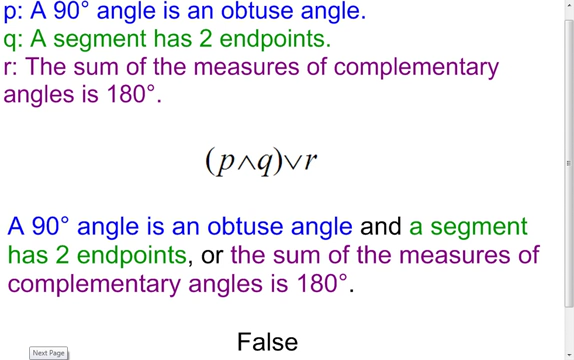 p: A 90° angle is an obtuse angle.
q: A segment has 2 endpoints.
r: The sum of the measures of complementary
angles is 180°.
(p∧q)∨r
A 90° angle is an obtuse angle and a segment
has 2 endpoints, or the sum of the measures of
complementary angles is 180°.
False
Next Page